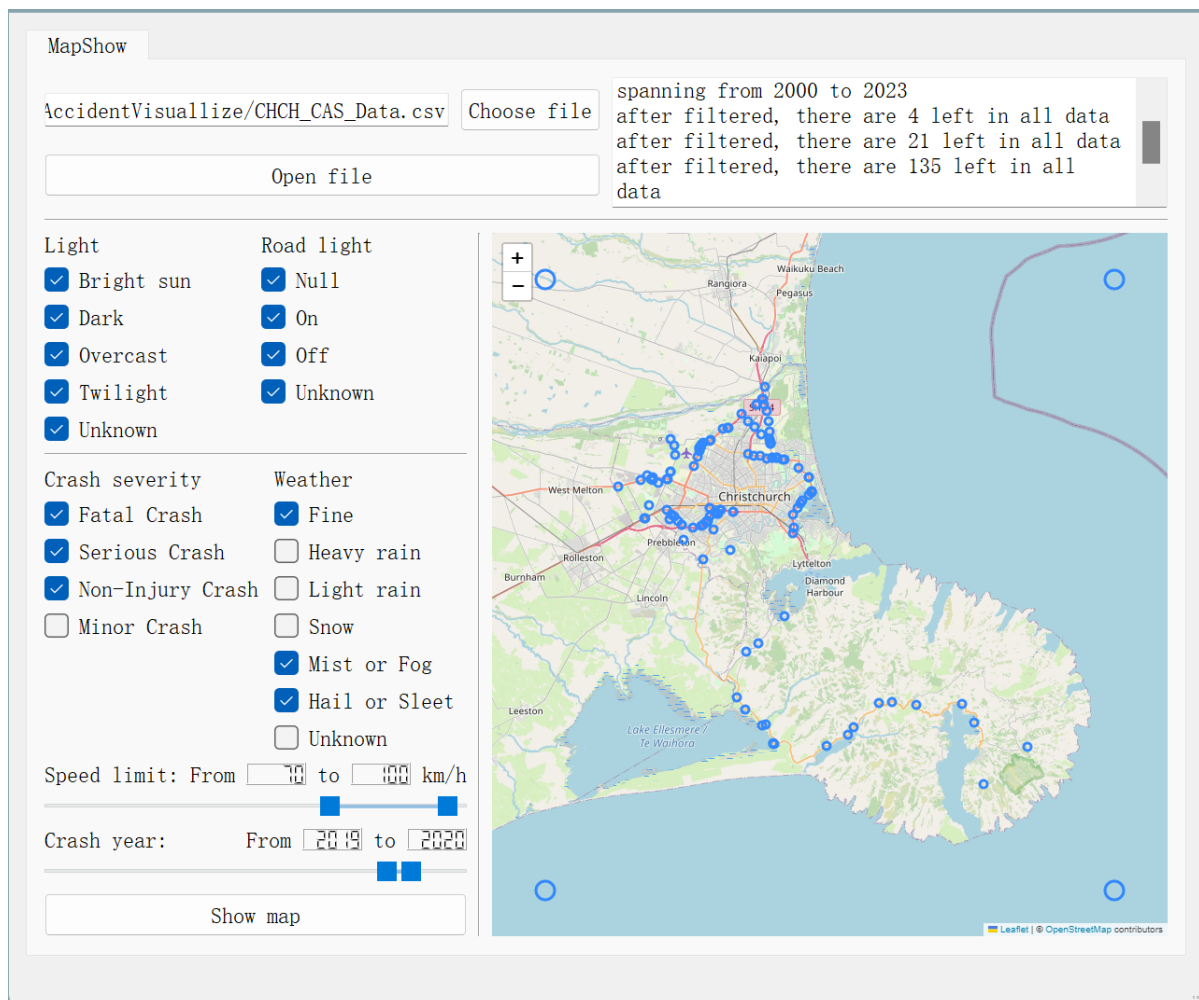 MapShow
AccidentVisuallize/CHCH_CAS_Data.csv
Choose file
Open file
spanning from 2000 to 2023
after filtered, there are 4 left in all data
after filtered, there are 21 left in all data
after filtered, there are 135 left in all
data
Light
Bright sun
Dark
Overcast
Twilight
Unknown
Road light
Null
On
Off
Unknown
Crash severity
Fatal Crash
Serious Crash
Non-Injury Crash
Minor Crash
Weather
Fine
Heavy rain
Light rain
Snow
Mist or Fog
Hail or Sleet
Unknown
Speed limit: From 70 to 100 km/h
Crash year: From 2019 to 2020
Show map
+
−
Waikuku Beach
Rangiora
Pegasus
Kaiapoi
West Melton
Christchurch
Prebbleton
Rolleston
Burnham
Lyttelton
Diamond
Harbour
Lincoln
Leeston
Lake Ellesmere /
Te Waihora
Leaflet | © OpenStreetMap contributors